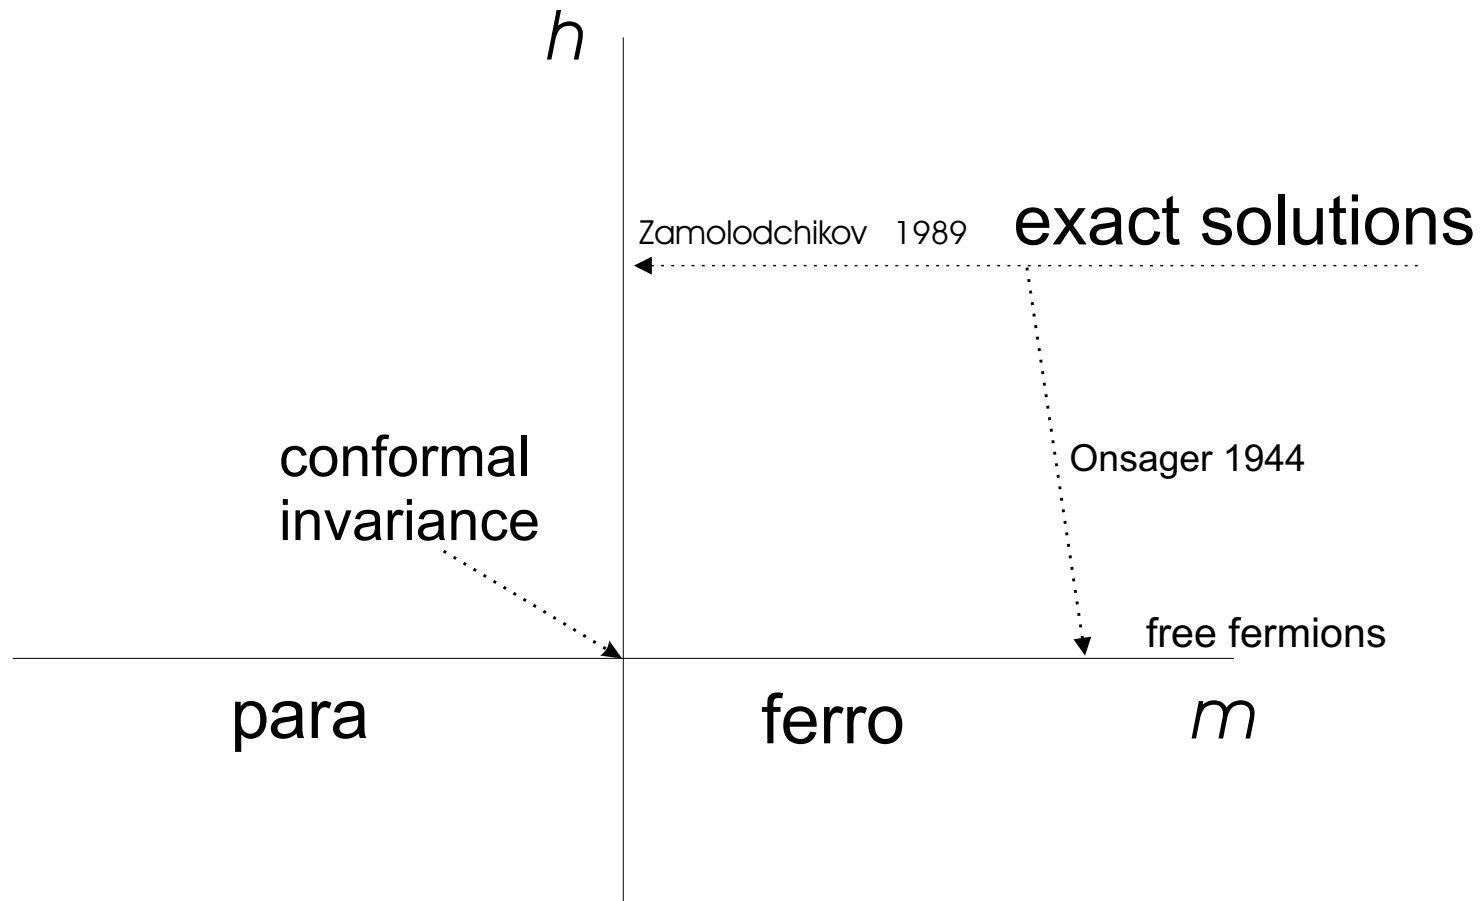 h
Zamolodchikov 1989
exact solutions
conformal
invariance
Onsager 1944
free fermions
para
ferro
m